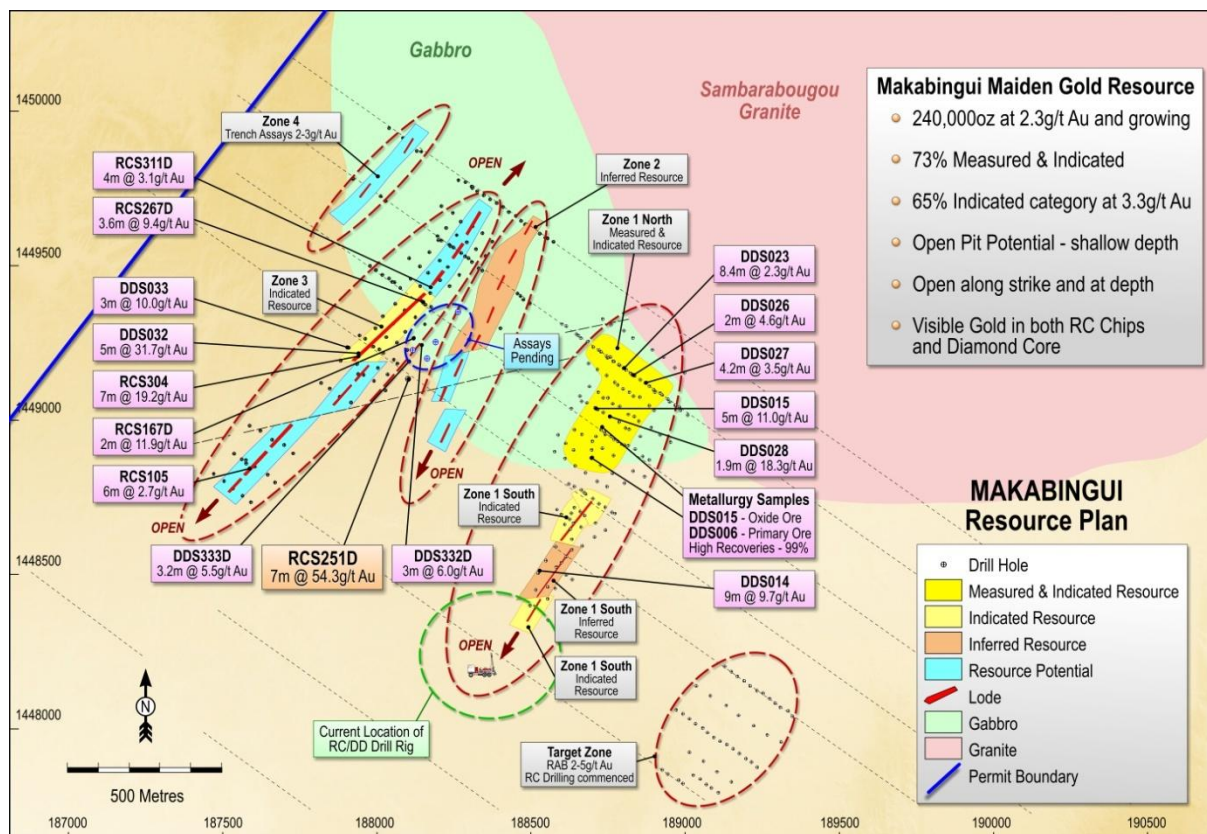 Gabbro
Sambarabougou
Granite
Makabingui Maiden Gold Resource
240,000oz at 2.3g/t Au and growing
73% Measured & Indicated
65% Indicated category at 3.3g/t Au
Open Pit Potential - shallow depth
Open along strike and at depth
Visible Gold in both RC Chips
and Diamond Core
1450000
1449500
1449000
1448500
1448000
Zone 4
Trench Assays 2-3g/t Au
RCS311D
4m @ 3.1g/t Au
RCS267D
3.6m @ 9.4g/t Au
DDS033
3m @ 10.0g/t Au
DDS032
5m @ 31.7g/t Au
RCS304
7m @ 19.2g/t Au
RCS167D
2m @ 11.9g/t Au
RCS105
6m @ 2.7g/t Au
Zone 3
Indicated
Resource
OPEN
Zone 2
Inferred Resource
Zone 1 North
Measured &
Indicated Resource
Assays
Pending
DDS023
8.4m @ 2.3g/t Au
DDS026
2m @ 4.6g/t Au
DDS027
4.2m @ 3.5g/t Au
DDS015
5m @ 11.0g/t Au
DDS028
1.9m @ 18.3g/t Au
Metallurgy Samples
DDS015 - Oxide Ore
DDS006 - Primary Ore
High Recoveries - 99%
DDS014
9m @ 9.7g/t Au
OPEN
OPEN
Zone 1 South
Indicated
Resource
DDS333D
3.2m @ 5.5g/t Au
RCS251D
7m @ 54.3g/t Au
DDS332D
3m @ 6.0g/t Au
Zone 1 South
Inferred
Resource
OPEN
Zone 1 South
Indicated
Resource
Current Location of
RC/DD Drill Rig
Target Zone
RAB 2-5g/t Au
RC Drilling commenced
N
500 Metres
MAKABINGUI
Resource Plan
Drill Hole
Measured & Indicated Resource
Indicated Resource
Inferred Resource
Resource Potential
Lode
Gabbro
Granite
Permit Boundary
187000
187500
188000
188500
189000
189500
190000
190500